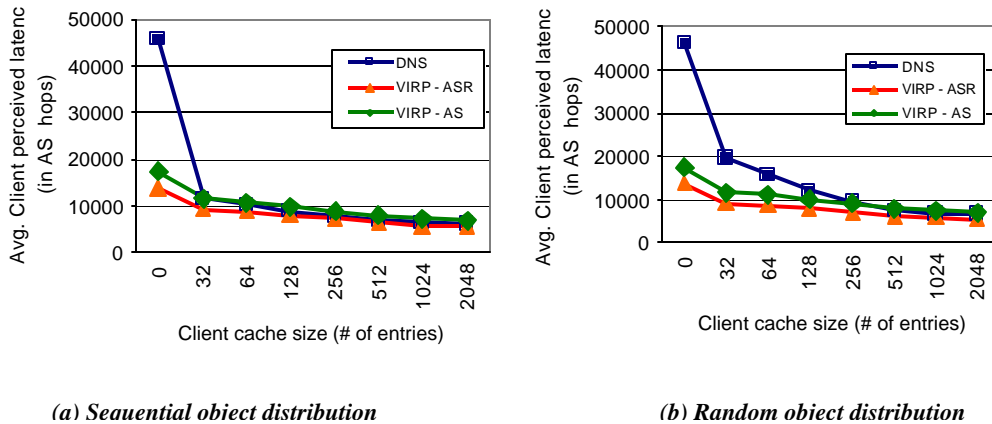 Avg. Client perceived latenc
(in AS hops)
50000
40000
30000
20000
10000
0
DNS
VIRP - ASR
VIRP - AS
0
32
64
128
256
512
1024
2048
Client cache size (# of entries)
(a) Sequential object distribution
Avg. Client perceived latenc
(in AS hops)
50000
40000
30000
20000
10000
0
DNS
VIRP - ASR
VIRP - AS
0
32
64
128
256
512
1024
2048
Client cache size (# of entries)
(b) Random object distribution